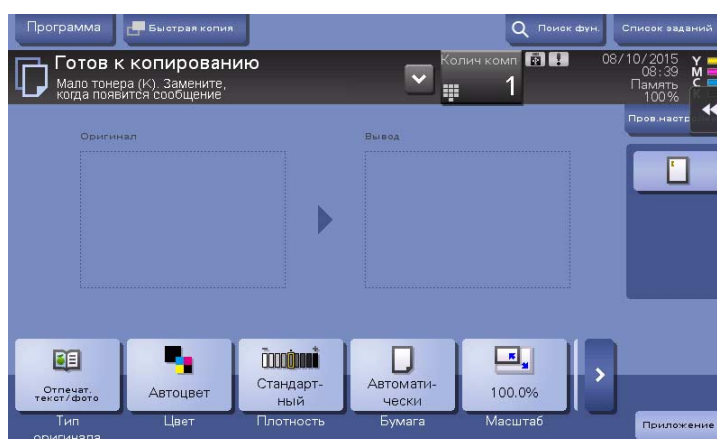 Программа
Быстрая копия
Поиск фун.
Список заданий
Готов к копированию
Мало тонера (K). Замените,
когда появится сообщение
Колич комп
1
08/10/2015
08:39
Память
100%
Y
M
C
K
Пров.настр
Оригинал
Вывод
Отпечат.
текст/фото
Автоцвет
Стандарт-
ный
Автомати-
чески
100.0%
Тип
оригинала
Цвет
Плотность
Бумага
Масштаб
Приложение